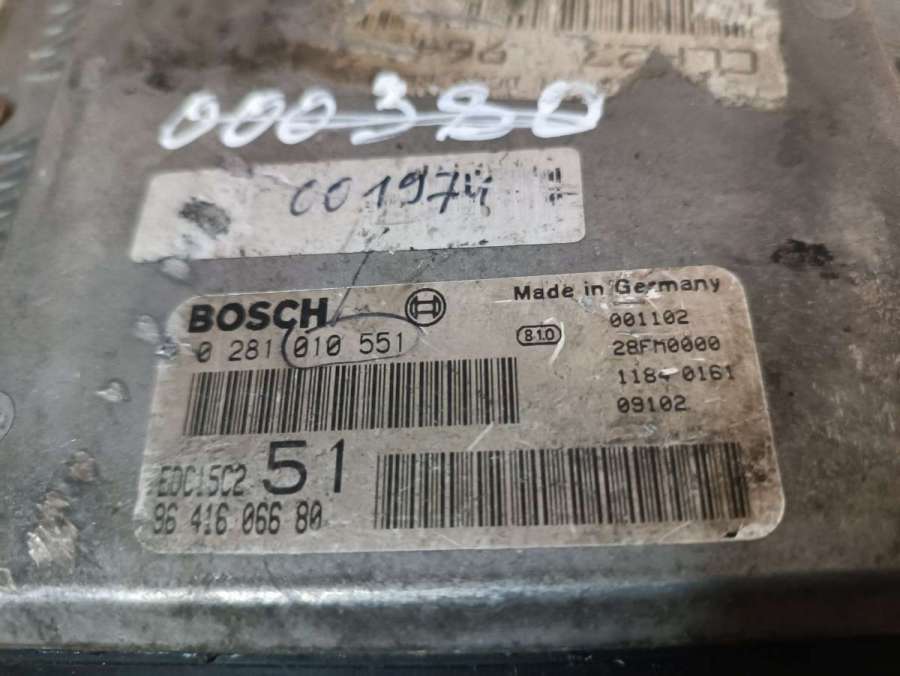 000380
001974
BOSCH
Made in Germany
0 281 010 551
810
001102
28FM0000
1184 0161
09102
EDC15C2 51
96 416 066 80